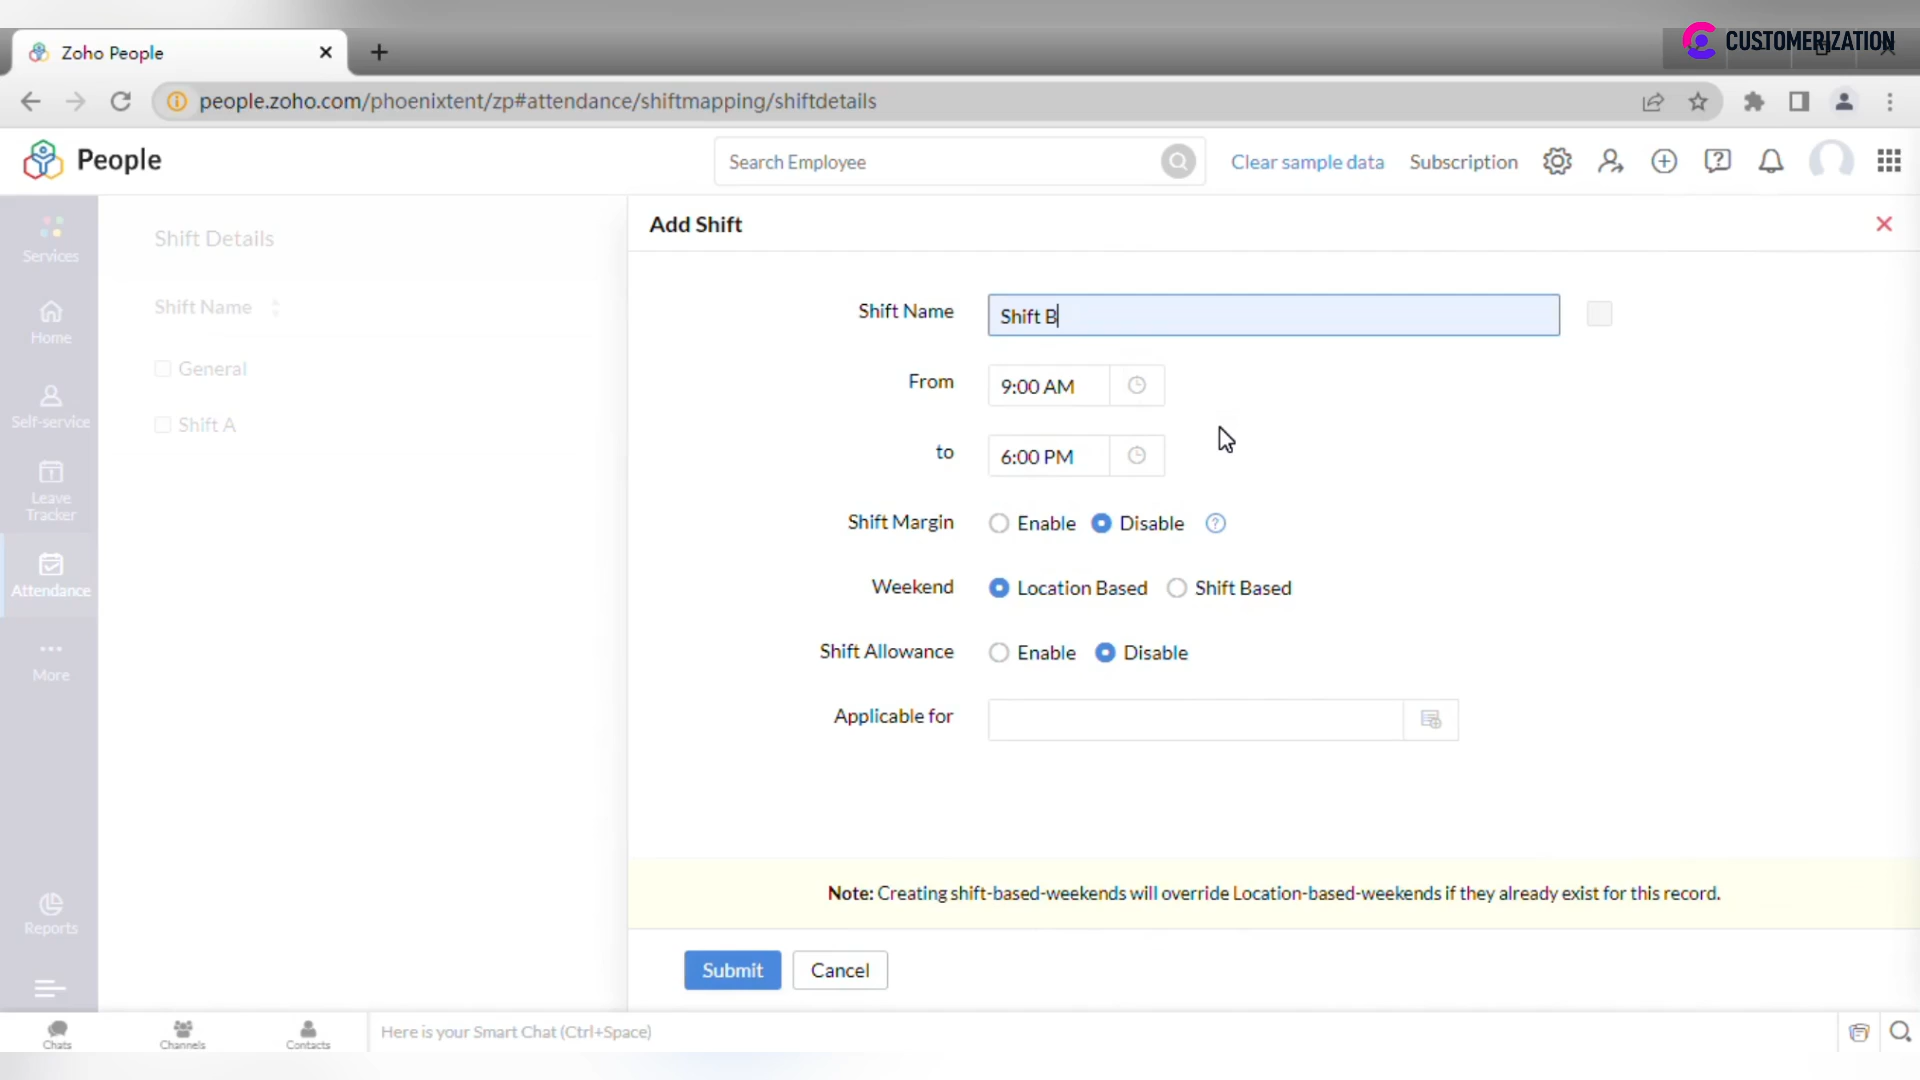 CUSTOMERIZATION
Zoho People
people.zoho.com/phoenixtent/zp#attendance/shiftmapping/shiftdetails
People
Search Employee
Clear sample data
Subscription
Services
Home
Self-service
Leave
Tracker
Attendance
More
Reports
Shift Details
Shift Name
General
Shift A
Add Shift
Shift Name
Shift B
From
9:00 AM
to
6:00 PM
Shift Margin
Enable
Disable
Weekend
Location Based
Shift Based
Shift Allowance
Enable
Disable
Applicable for
Note: Creating shift-based-weekends will override Location-based-weekends if they already exist for this record.
Submit
Cancel
Chats
Channels
Contacts
Here is your Smart Chat (Ctrl+Space)